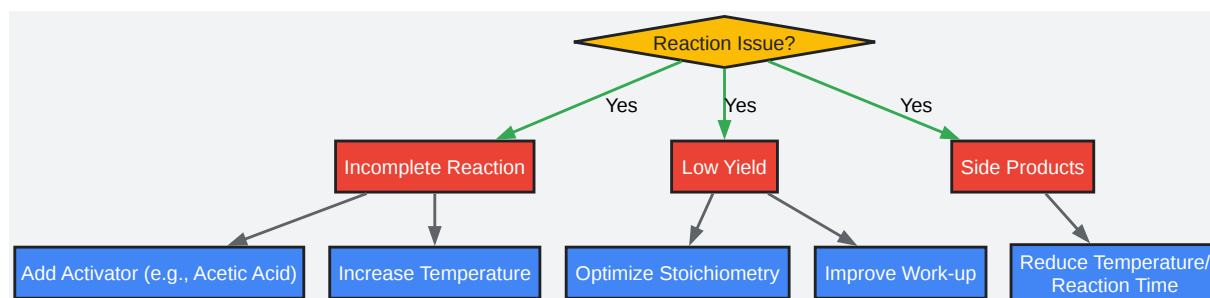 Reaction Issue?
Yes
Yes
Yes
Incomplete Reaction
Low Yield
Side Products
Add Activator (e.g., Acetic Acid)
Increase Temperature
Optimize Stoichiometry
Improve Work-up
Reduce Temperature/
Reaction Time